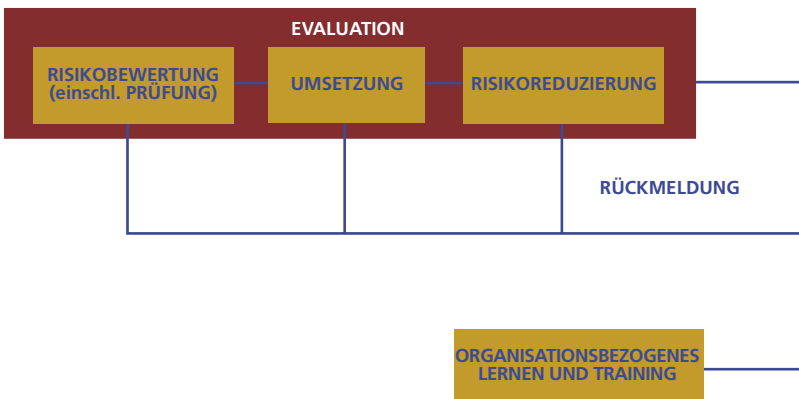 EVALUATION
RISIKOBEWERTUNG
(einschl. PRÜFUNG)
UMSETZUNG
RISIKOREDUZIERUNG
RÜCKMELDUNG
ORGANISATIONSBEZOGENES
LERNEN UND TRAINING